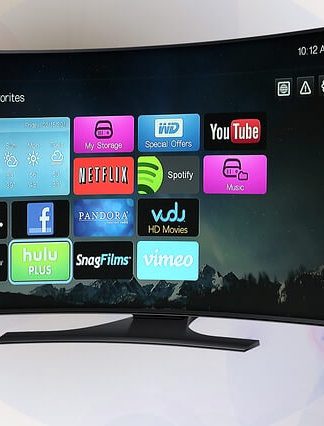 10:12 A
orites
My Storage
WD
Special Offers
YouTube
NETFLIX
Spotify
Music
PANDORA
vudu
HD Movies
hulu
PLUS
SnagFilms
vimeo